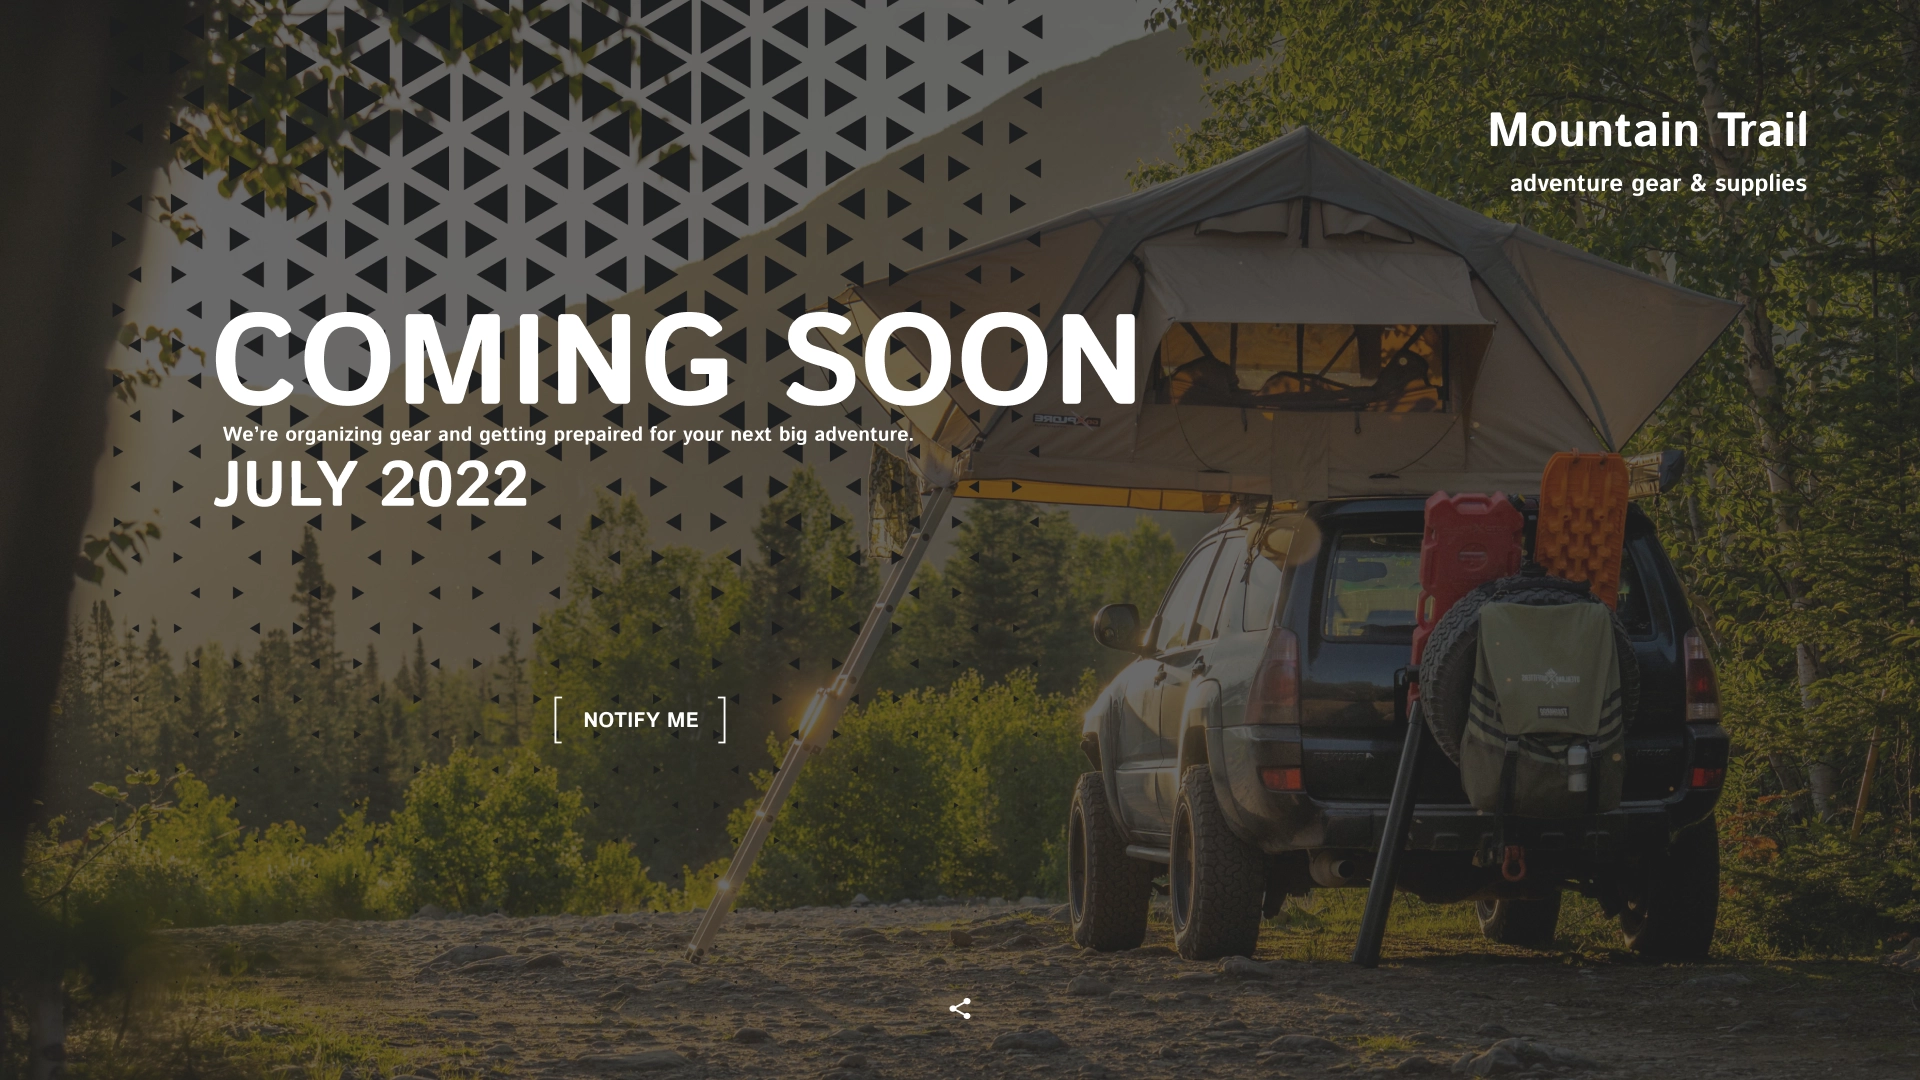 Mountain Trail
adventure gear & supplies
COMING SOON
We're organizing gear and getting prepaired for your next big adventure.
JULY 2022
NOTIFY ME